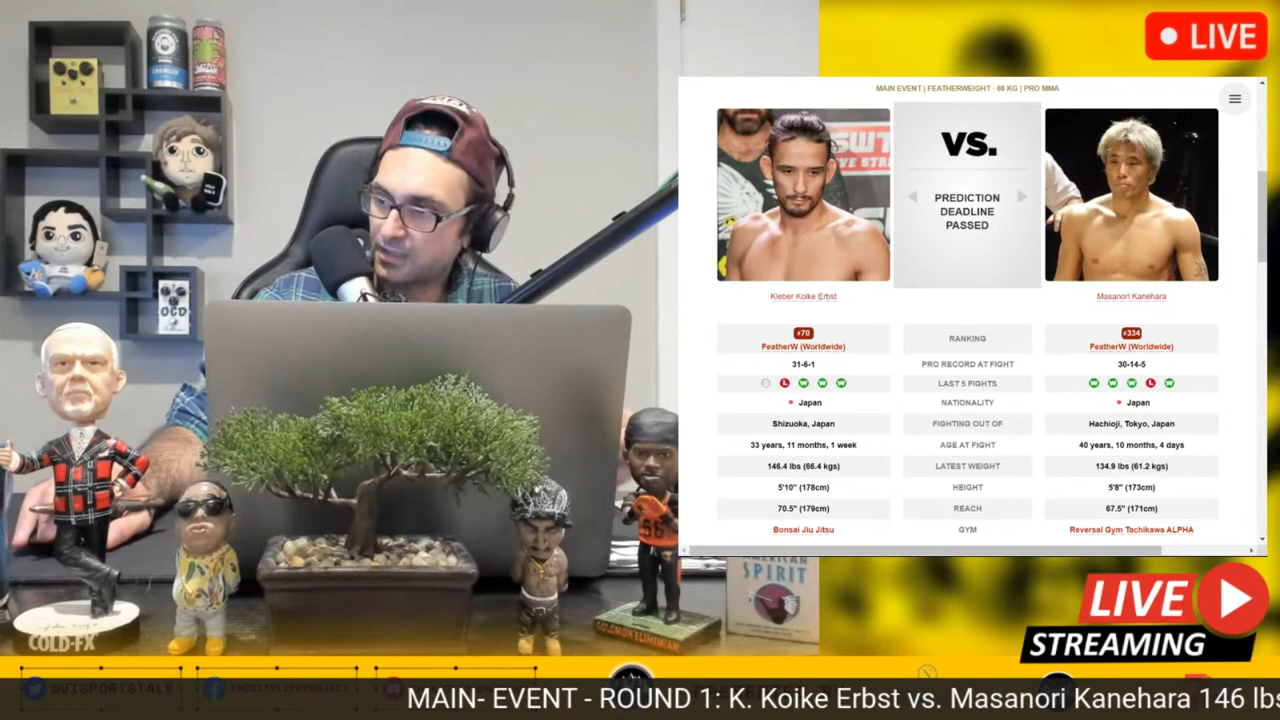 LIVE
MAIN EVENT | FEATHERWEIGHT · 66 KG | PRO MMA
VS.
PREDICTION
DEADLINE
PASSED
Kleber Koike Erbst
Masanori Kanehara
#70
FeatherW (Worldwide)
RANKING
#334
FeatherW (Worldwide)
31-6-1
PRO RECORD AT FIGHT
30-14-5
L W W W
LAST 5 FIGHTS
W W W L W
Japan
NATIONALITY
Japan
Shizuoka, Japan
FIGHTING OUT OF
Hachioji, Tokyo, Japan
33 years, 11 months, 1 week
AGE AT FIGHT
40 years, 10 months, 4 days
146.4 lbs (66.4 kgs)
LATEST WEIGHT
134.9 lbs (61.2 kgs)
5'10" (178cm)
HEIGHT
5'8" (173cm)
70.5" (179cm)
REACH
67.5" (171cm)
Bonsai Jiu Jitsu
GYM
Reversal Gym Tachikawa ALPHA
OCD
AMERICAN
SPIRIT
COLD-FX
SOLOMON ELIMIMIAN
LIVE
STREAMING
@VISPORTSTALK
MAIN- EVENT - ROUND 1: K. Koike Erbst vs. Masanori Kanehara 146 lbs